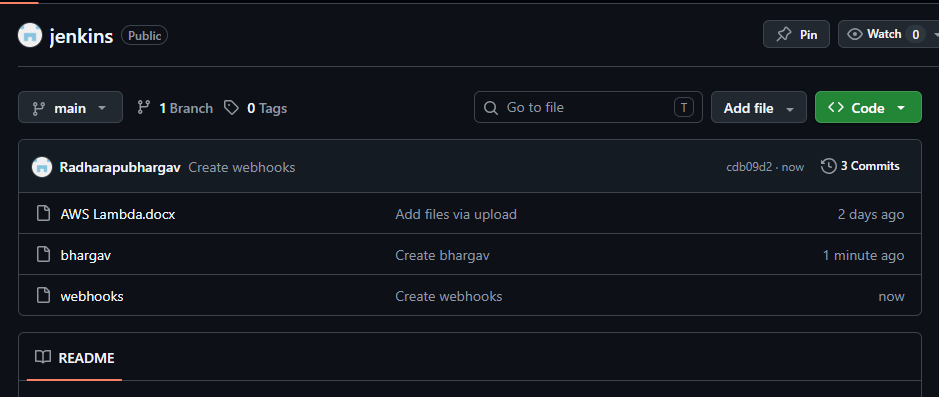 jenkins Public Pin Watch 0
main 1 Branch 0 Tags Go to file T Add file Code
Radharapubhargav Create webhooks cdb09d2 · now 3 Commits
AWS Lambda.docx Add files via upload 2 days ago
bhargav Create bhargav 1 minute ago
webhooks Create webhooks now
README